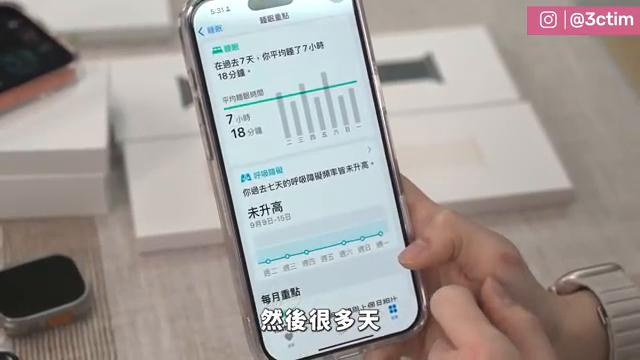 @3ctim
5:31
睡眠重點
睡眠
睡眠
在過去7天，你平均睡了7小時
18分鐘。
平均睡眠時間
7小時
18分鐘
二 三 四 五 六 日 一
呼吸障礙
你過去七天的呼吸障礙頻率皆未升高。
未升高
9月9日-15日
週二 週三 週四 週五 週六 週日 週一
每月重點
然後很多天